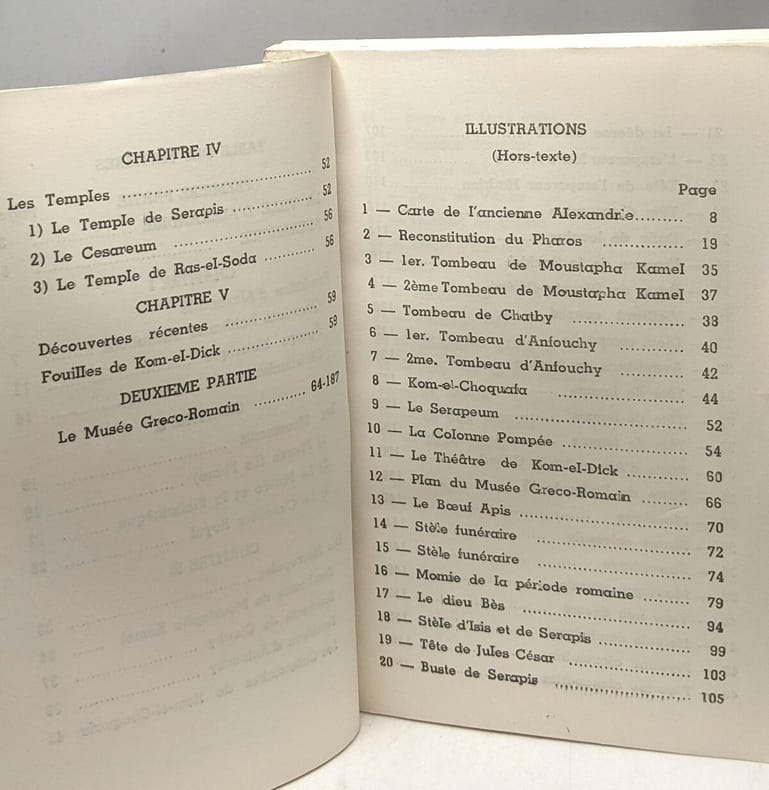 CHAPITRE IV
Les Temples .............................. 52
1) Le Temple de Serapis ............... 52
2) Le Cesareum ........................ 56
3) Le Temple de Ras-el-Soda ........... 56
CHAPITRE V
Découvertes récentes ................. 59
Fouilles de Kom-el-Dick ................ 59
DEUXIEME PARTIE
Le Musée Greco-Romain ........... 64-187
ILLUSTRATIONS
(Hors-texte)
Page
1 — Carte de l'ancienne Alexandrie......... 8
2 — Reconstitution du Pharos ............... 19
3 — 1er. Tombeau de Moustapha Kamel 35
4 — 2ème Tombeau de Moustapha Kamel 37
5 — Tombeau de Chatby .................... 38
6 — 1er. Tombeau d'Anfouchy ............ 40
7 — 2me. Tombeau d'Anfouchy ............ 42
8 — Kom-el-Choquafa ....................... 44
9 — Le Serapeum ............................... 52
10 — La Colonne Pompée ...................... 54
11 — Le Théâtre de Kom-el-Dick ............ 60
12 — Plan du Musée Greco-Romain ......... 66
13 — Le Bœuf Apis ............................. 70
14 — Stèle funéraire ........................... 72
15 — Stèle funéraire ........................... 74
16 — Momie de la période romaine ......... 79
17 — Le dieu Bès .............................. 94
18 — Stèle d'Isis et de Serapis ................ 99
19 — Tête de Jules César ..................... 103
20 — Buste de Serapis ......................... 105